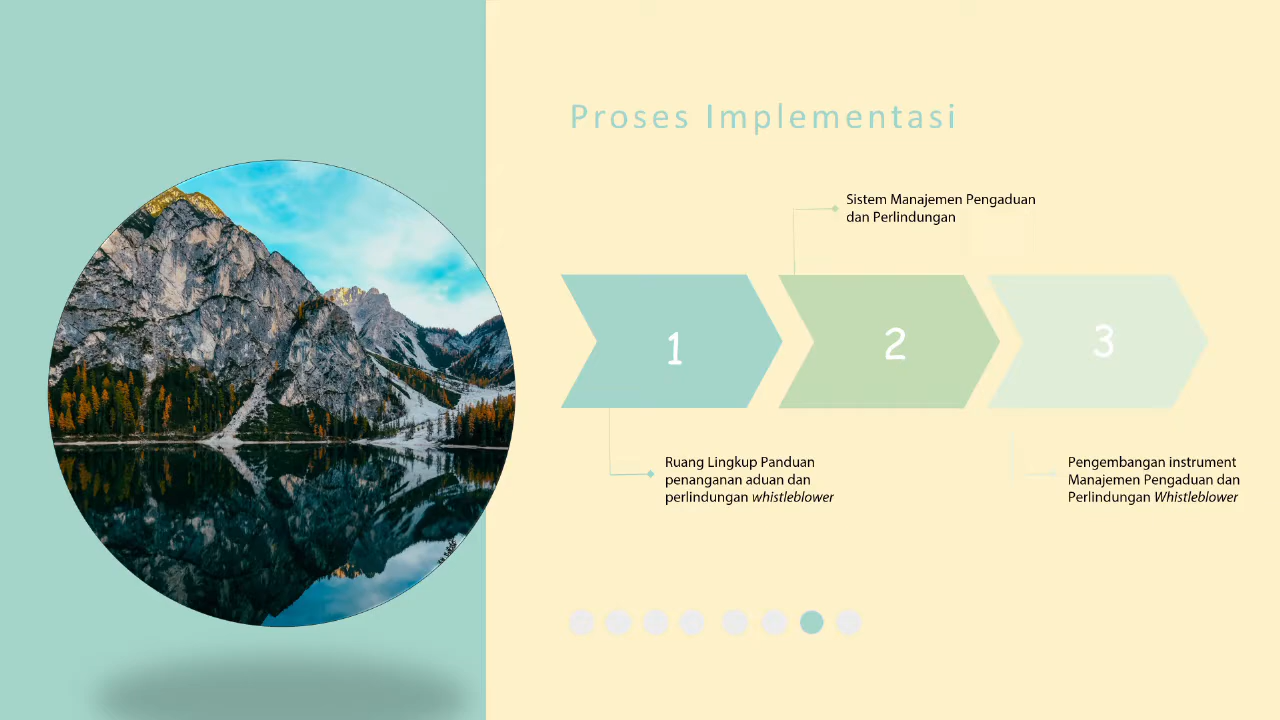 Proses Implementasi
Sistem Manajemen Pengaduan
dan Perlindungan
1
2
3
Ruang Lingkup Panduan
penanganan aduan dan
perlindungan whistleblower
Pengembangan instrument
Manajemen Pengaduan dan
Perlindungan Whistleblower